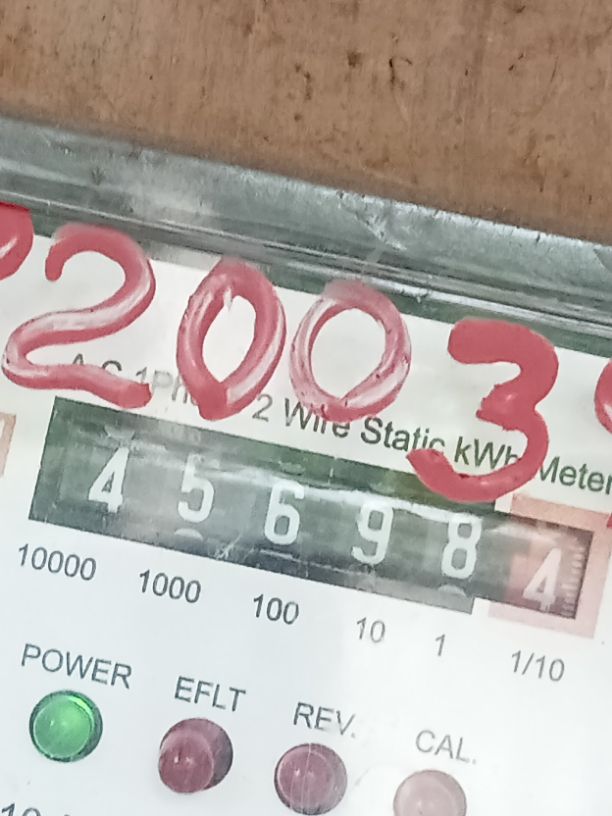 2003
A.C. 1Ph 2 Wire Static kWh Meter
4 5 6 9 8 4
10000 1000 100 10 1 1/10
POWER EFLT REV. CAL.